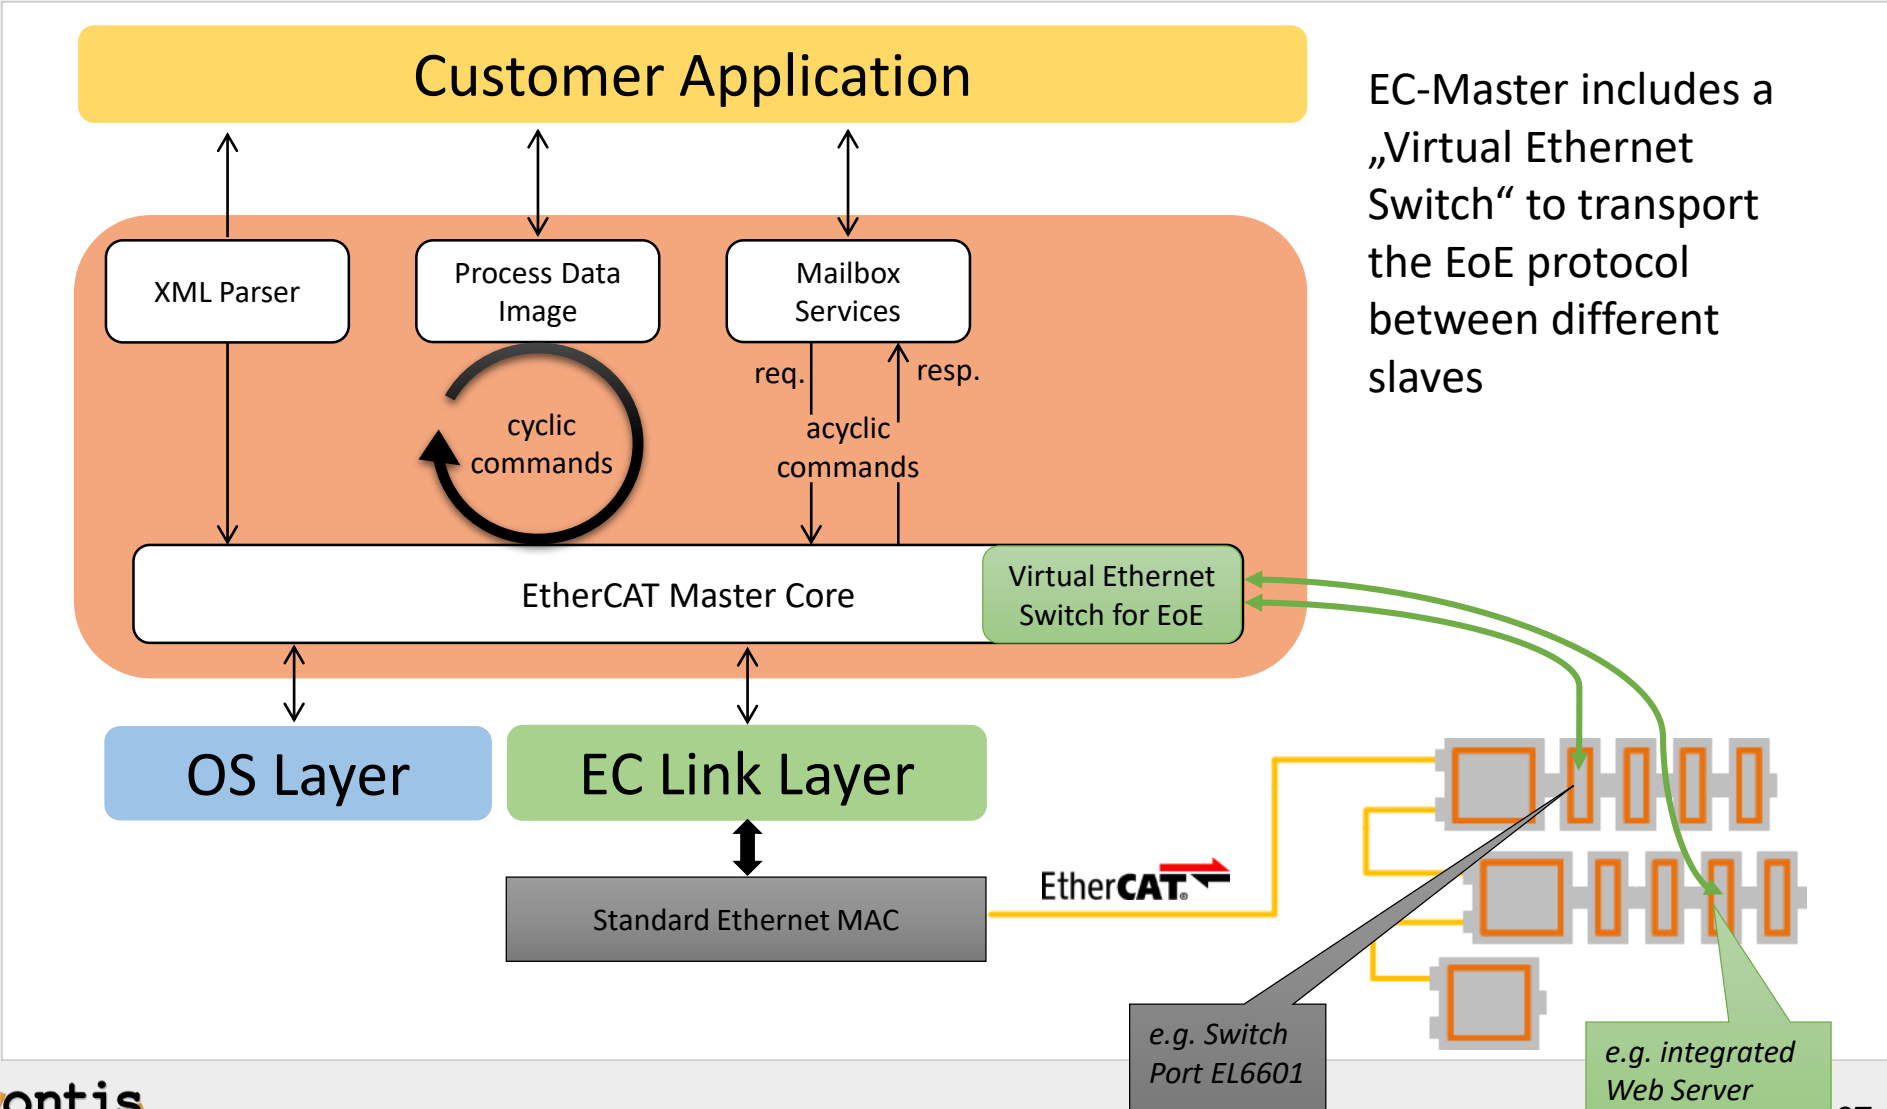 Customer Application
EC-Master includes a
„Virtual Ethernet
Switch“ to transport
the EoE protocol
between different
slaves
XML Parser
Process Data
Image
Mailbox
Services
req.
resp.
cyclic
commands
acyclic
commands
EtherCAT Master Core
Virtual Ethernet
Switch for EoE
OS Layer
EC Link Layer
Standard Ethernet MAC
EtherCAT®
e.g. Switch
Port EL6601
e.g. integrated
Web Server